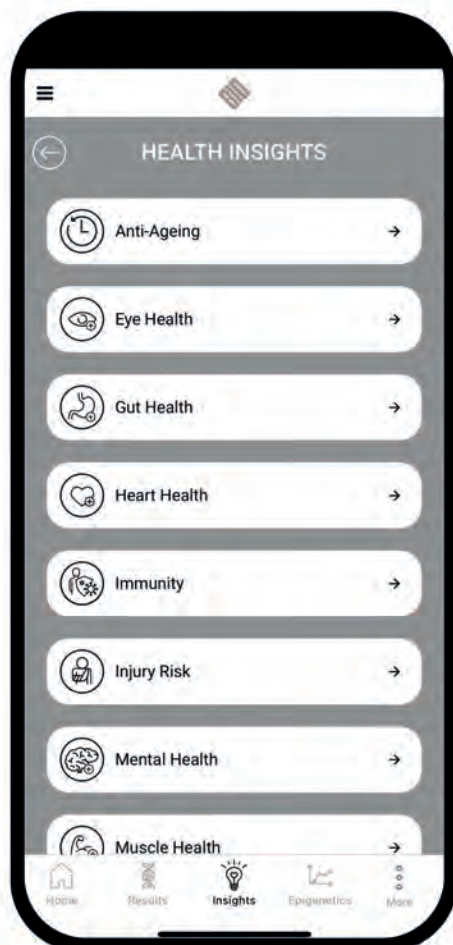 HEALTH INSIGHTS
Anti-Ageing
Eye Health
Gut Health
Heart Health
Immunity
Injury Risk
Mental Health
Muscle Health
Home
Results
Insights
Epigenetics
More